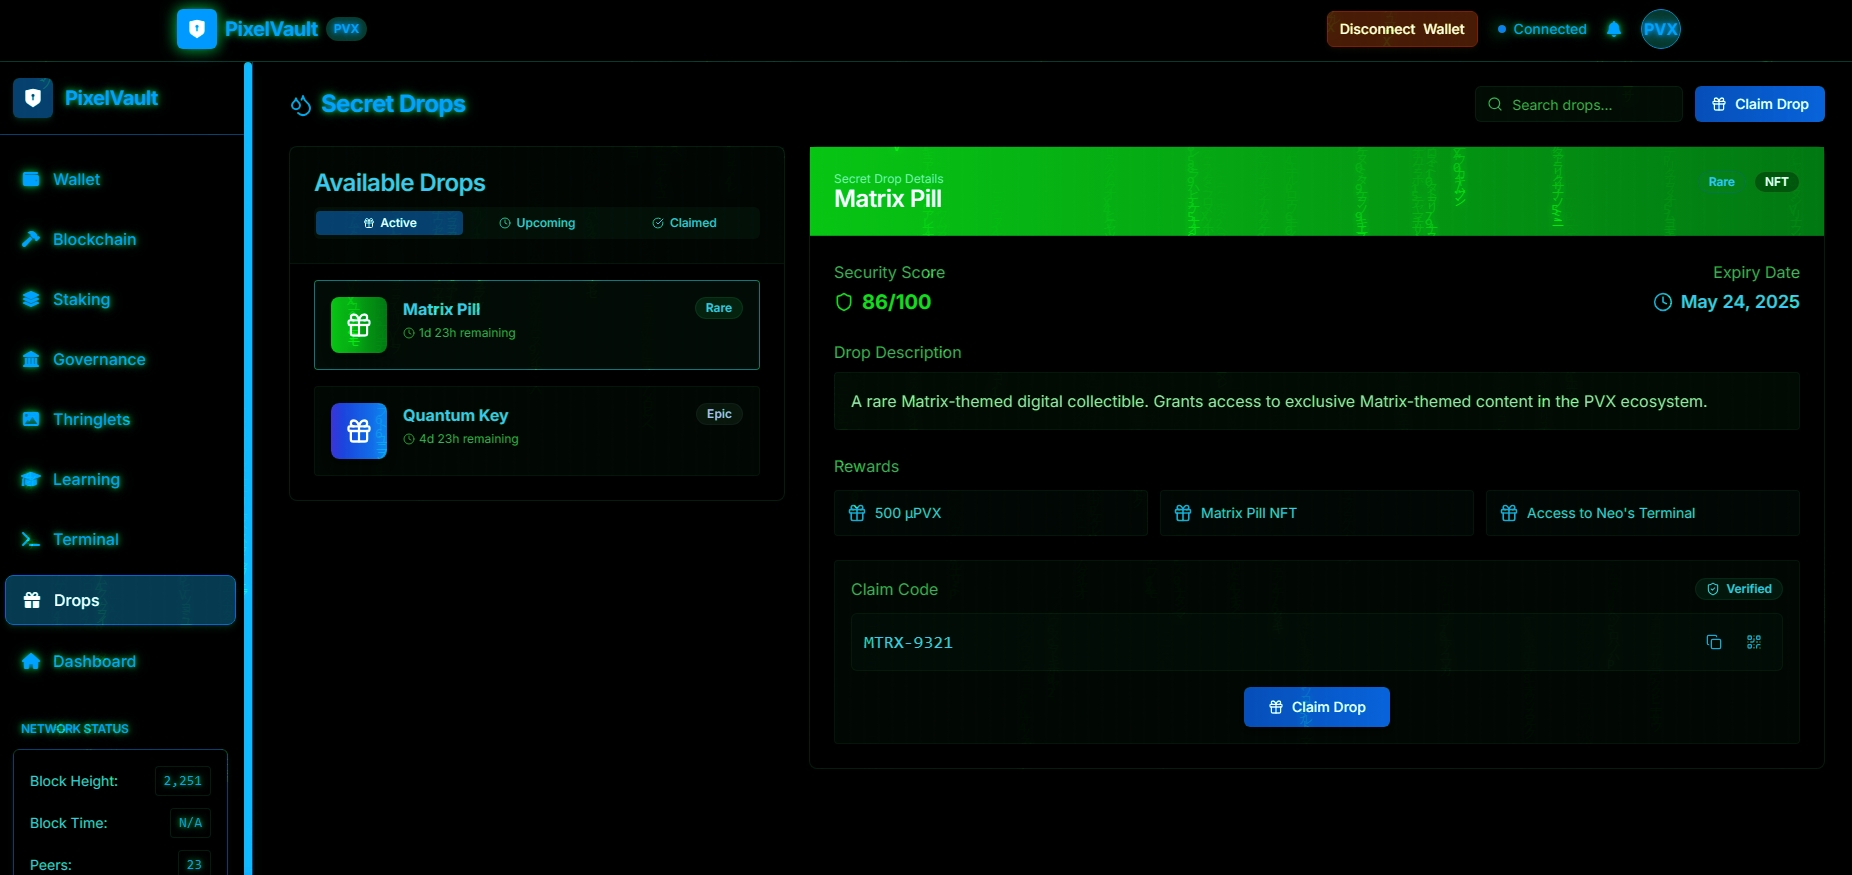 PixelVault PVX
Disconnect Wallet
Connected
PVX
PixelVault
Wallet
Blockchain
Staking
Governance
Thringlets
Learning
Terminal
Drops
Dashboard
NETWORK STATUS
Block Height: 2,251
Block Time: N/A
Peers: 23
Secret Drops
Search drops...
Claim Drop
Available Drops
Active
Upcoming
Claimed
Matrix Pill
Rare
1d 23h remaining
Quantum Key
Epic
4d 23h remaining
Secret Drop Details
Matrix Pill
Rare
NFT
Security Score
86/100
Expiry Date
May 24, 2025
Drop Description
A rare Matrix-themed digital collectible. Grants access to exclusive Matrix-themed content in the PVX ecosystem.
Rewards
500 μPVX
Matrix Pill NFT
Access to Neo's Terminal
Claim Code
Verified
MTRX-9321
Claim Drop